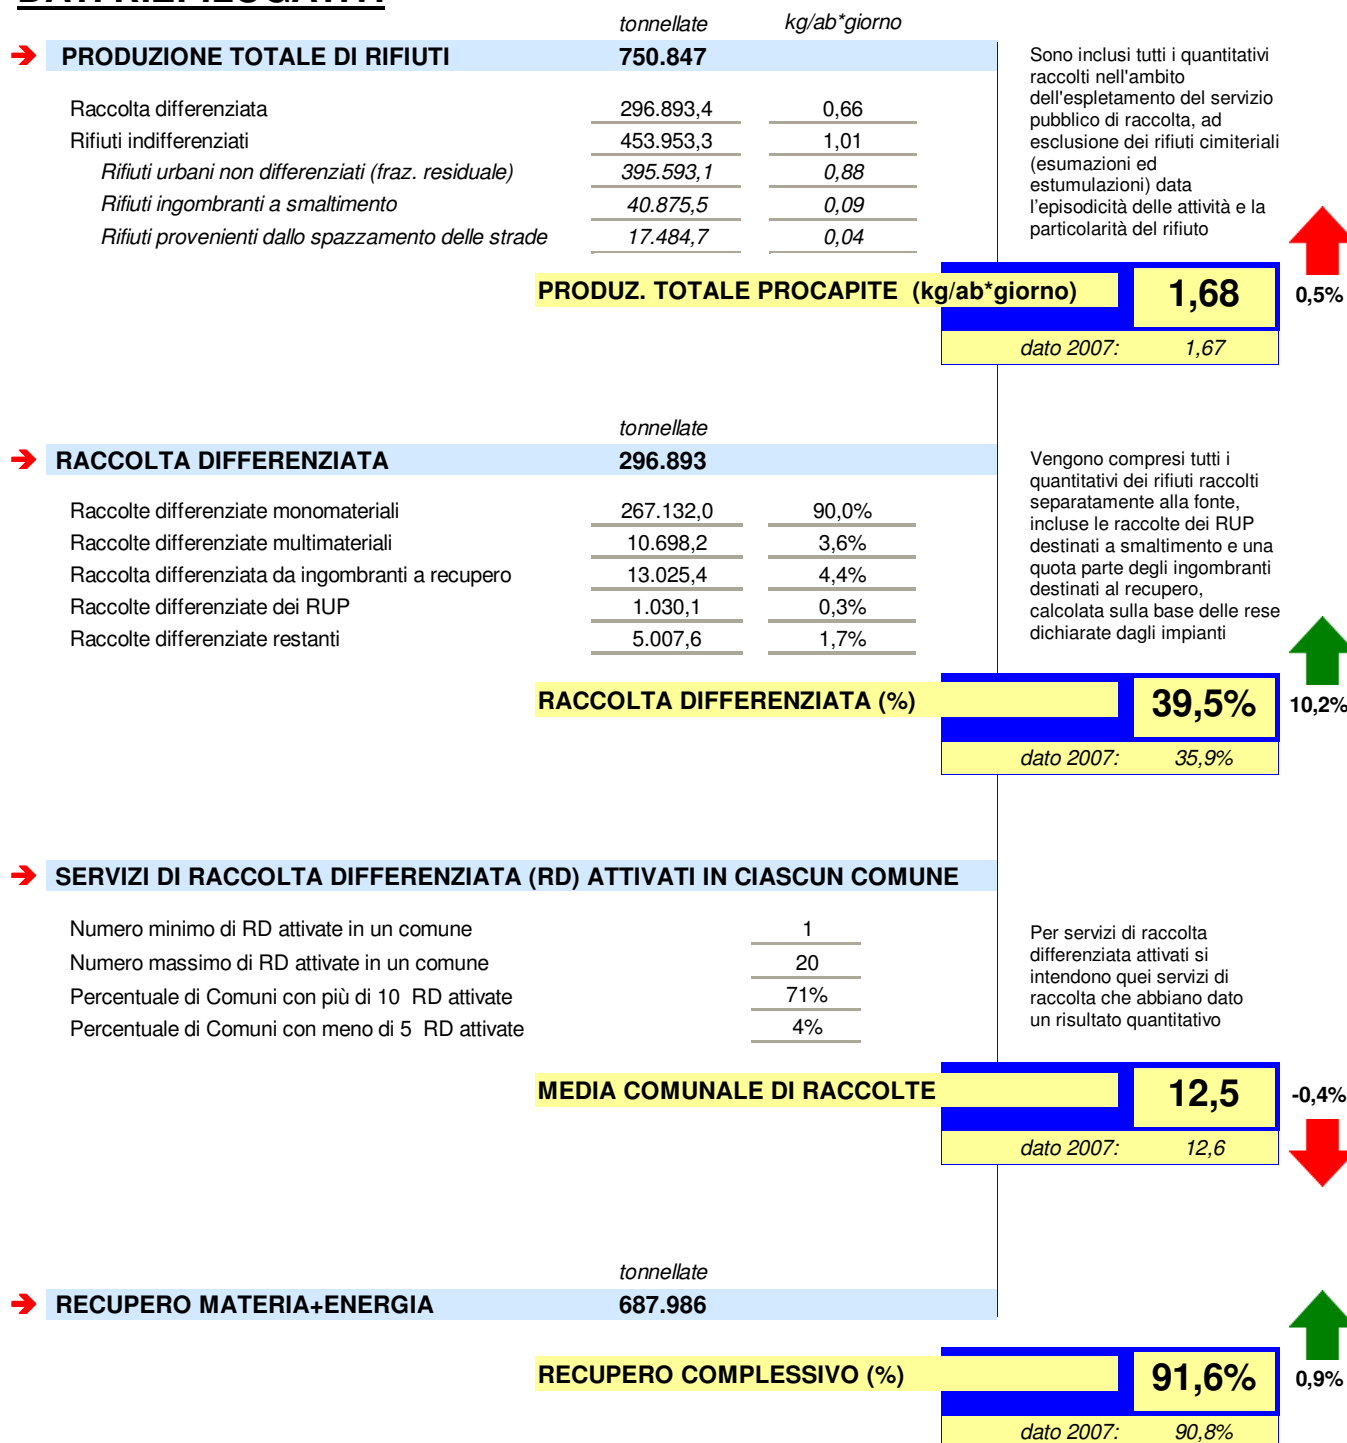 DATI RIEPILOGATIVI
tonnellate kg/ab*giorno
PRODUZIONE TOTALE DI RIFIUTI 750.847
Raccolta differenziata 296.893,4 0,66
Rifiuti indifferenziati 453.953,3 1,01
Rifiuti urbani non differenziati (fraz. residuale) 395.593,1 0,88
Rifiuti ingombranti a smaltimento 40.875,5 0,09
Rifiuti provenienti dallo spazzamento delle strade 17.484,7 0,04
Sono inclusi tutti i quantitativi
raccolti nell'ambito
dell'espletamento del servizio
pubblico di raccolta, ad
esclusione dei rifiuti cimiteriali
(esumazioni ed
estumulazioni) data
l'episodicità delle attività e la
particolarità del rifiuto
PRODUZ. TOTALE PROCAPITE (kg/ab*giorno) 1,68 0,5%
dato 2007: 1,67
tonnellate
RACCOLTA DIFFERENZIATA 296.893
Raccolte differenziate monomateriali 267.132,0 90,0%
Raccolte differenziate multimateriali 10.698,2 3,6%
Raccolta differenziata da ingombranti a recupero 13.025,4 4,4%
Raccolte differenziate dei RUP 1.030,1 0,3%
Raccolte differenziate restanti 5.007,6 1,7%
Vengono compresi tutti i
quantitativi dei rifiuti raccolti
separatamente alla fonte,
incluse le raccolte dei RUP
destinati a smaltimento e una
quota parte degli ingombranti
destinati al recupero,
calcolata sulla base delle rese
dichiarate dagli impianti
RACCOLTA DIFFERENZIATA (%) 39,5% 10,2%
dato 2007: 35,9%
SERVIZI DI RACCOLTA DIFFERENZIATA (RD) ATTIVATI IN CIASCUN COMUNE
Numero minimo di RD attivate in un comune 1
Numero massimo di RD attivate in un comune 20
Percentuale di Comuni con più di 10 RD attivate 71%
Percentuale di Comuni con meno di 5 RD attivate 4%
Per servizi di raccolta
differenziata attivati si
intendono quei servizi di
raccolta che abbiano dato
un risultato quantitativo
MEDIA COMUNALE DI RACCOLTE 12,5 -0,4%
dato 2007: 12,6
tonnellate
RECUPERO MATERIA+ENERGIA 687.986
RECUPERO COMPLESSIVO (%) 91,6% 0,9%
dato 2007: 90,8%